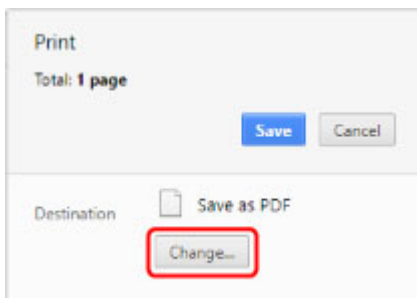 Print
Total: 1 page
Save Cancel
Destination Save as PDF
Change...